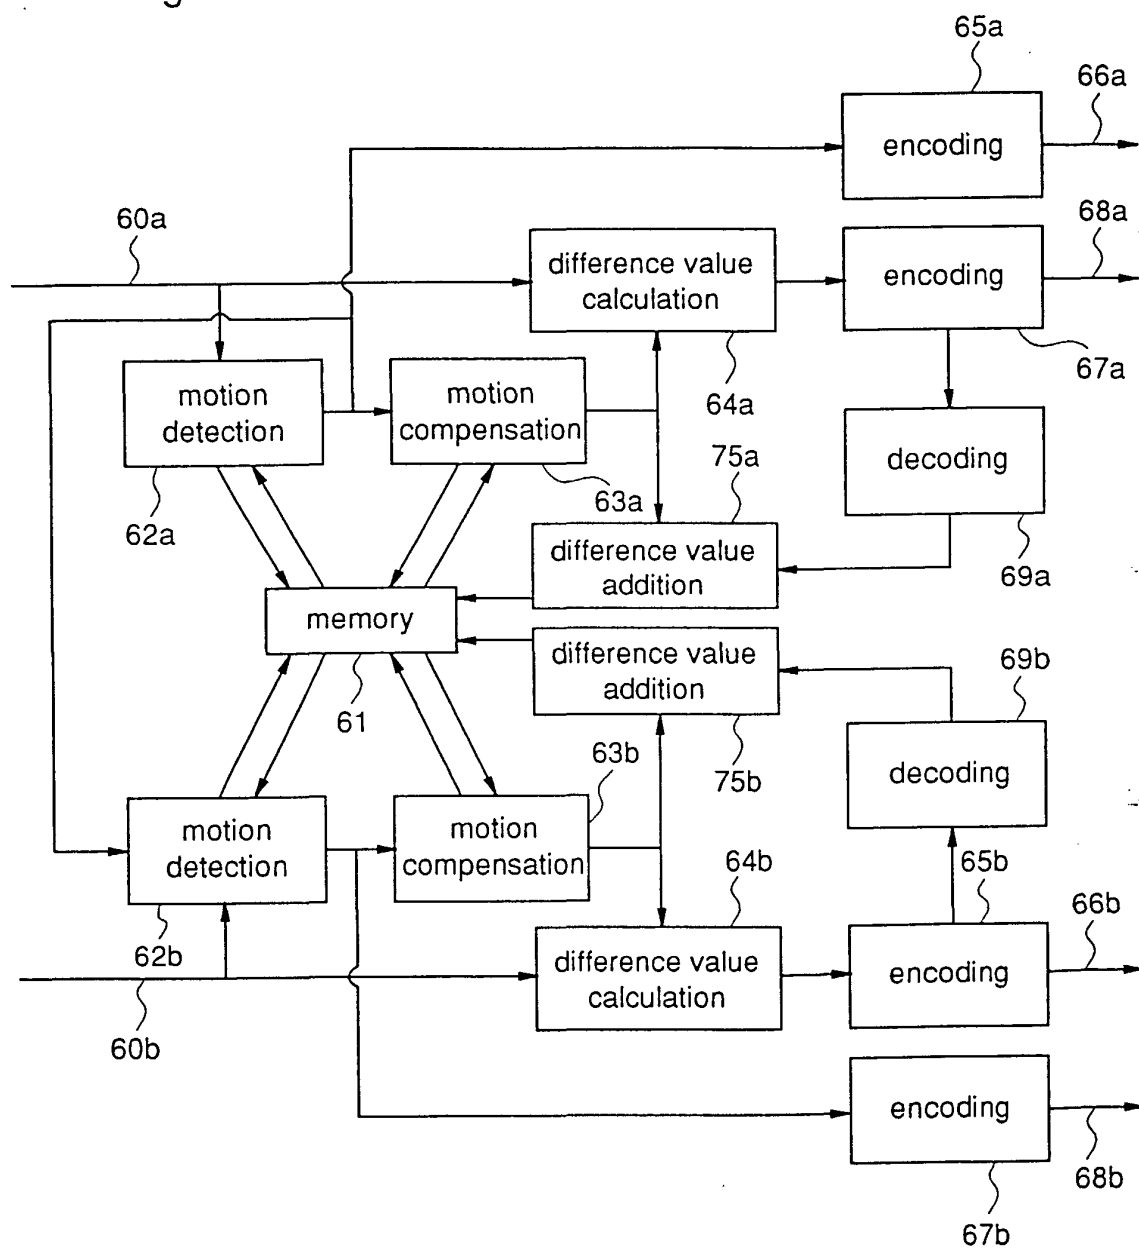 65a
66a
encoding
60a
68a
difference value
calculation
encoding
67a
64a
motion
detection
motion
compensation
75a
decoding
62a
63a
difference value
addition
69a
memory
difference value
addition
69b
61
63b
75b
decoding
motion
detection
motion
compensation
64b
65b
66b
62b
difference value
calculation
encoding
60b
encoding
68b
67b